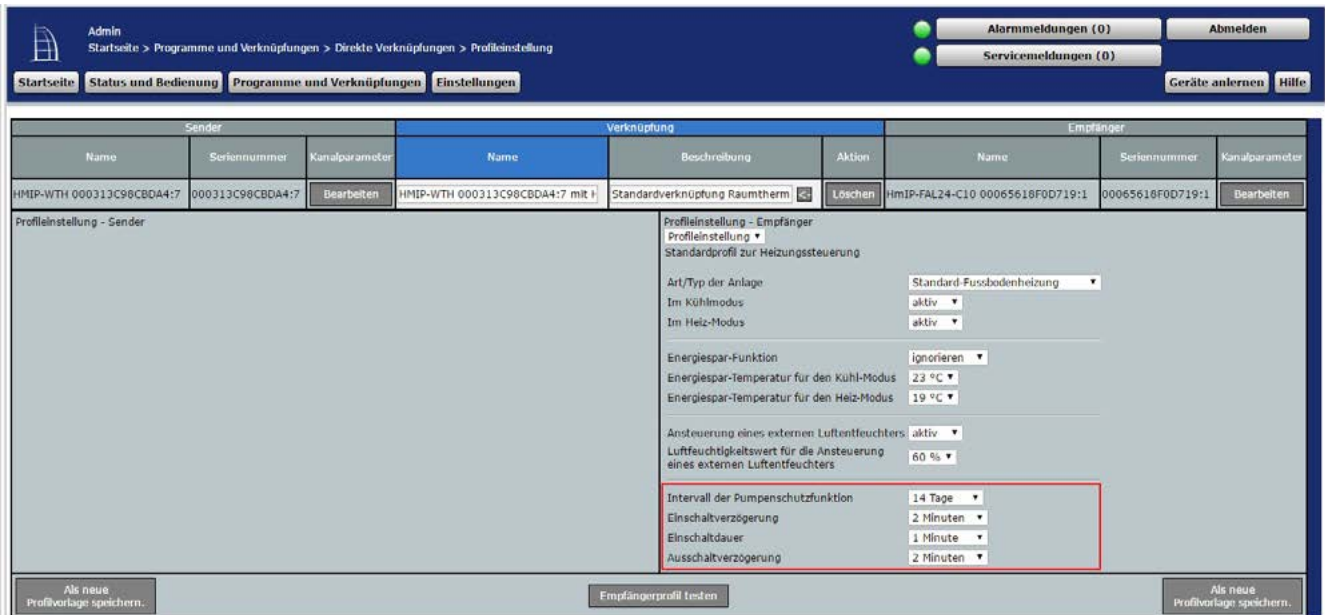 Admin
Startseite > Programme und Verknüpfungen > Direkte Verknüpfungen > Profileinstellung
Alarmmeldungen (0)
Abmelden
Servicemeldungen (0)
Startseite
Status und Bedienung
Programme und Verknüpfungen
Einstellungen
Geräte anlernen
Hilfe
Sender
Verknüpfung
Empfänger
Name
Seriennummer
Kanalparameter
Name
Beschreibung
Aktion
Name
Seriennummer
Kanalparameter
HMIP-WTH 000313C98CBDA4:7
000313C98CBDA4:7
Bearbeiten
HMIP-WTH 000313C98CBDA4:7 mit H
Standardverknüpfung Raumtherm
Löschen
HmIP-FAL24-C10 00065618F0D719:1
00065618F0D719:1
Bearbeiten
Profileinstellung - Sender
Profileinstellung - Empfänger
Profileinstellung
Standardprofil zur Heizungssteuerung
Art/Typ der Anlage Standard-Fussbodenheizung
Im Kühlmodus aktiv
Im Heiz-Modus aktiv
Energiespar-Funktion ignorieren
Energiespar-Temperatur für den Kühl-Modus 23 °C
Energiespar-Temperatur für den Heiz-Modus 19 °C
Ansteuerung eines externen Luftentfeuchters aktiv
Luftfeuchtigkeitswert für die Ansteuerung
eines externen Luftentfeuchters 60 %
Intervall der Pumpenschutzfunktion 14 Tage
Einschaltverzögerung 2 Minuten
Einschaltdauer 1 Minute
Ausschaltverzögerung 2 Minuten
Als neue
Profilvorlage speichern.
Empfängerprofil testen
Als neue
Profilvorlage speichern.